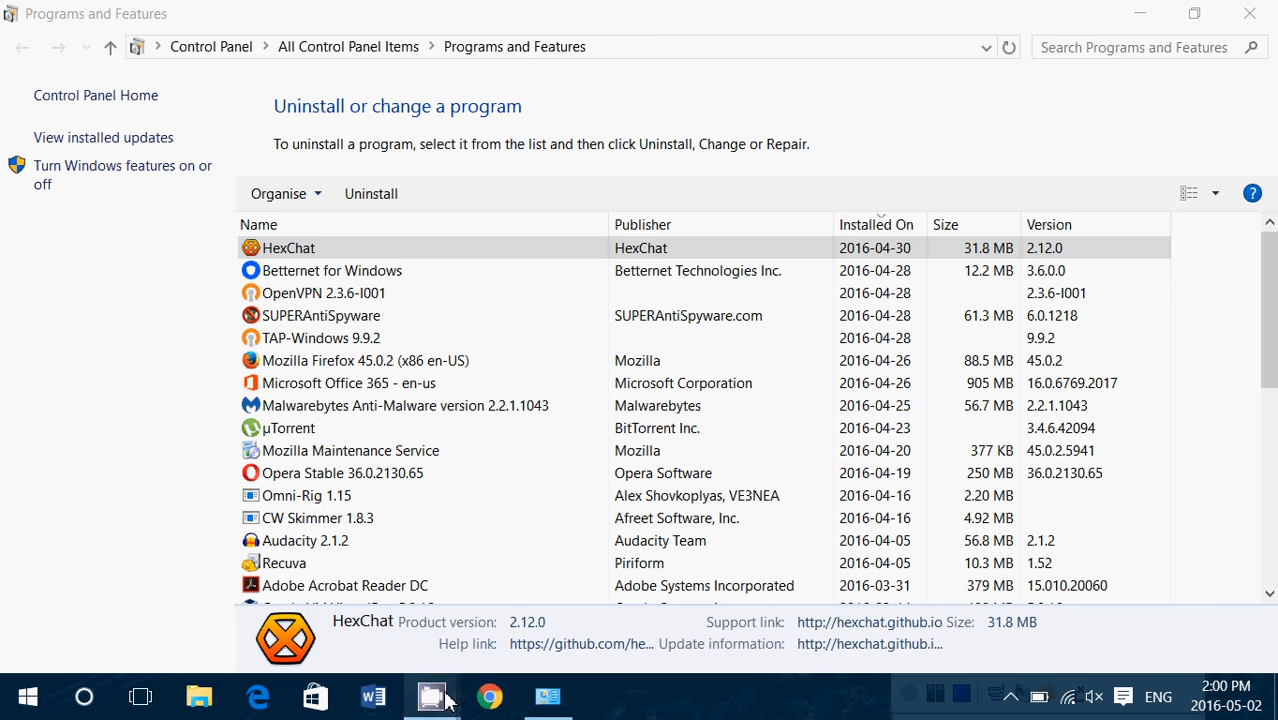 Programs and Features
Control Panel All Control Panel Items Programs and Features Search Programs and Features
Control Panel Home
View installed updates
Turn Windows features on or off
Uninstall or change a program
To uninstall a program, select it from the list and then click Uninstall, Change or Repair.
Organise Uninstall
Name Publisher Installed On Size Version
HexChat HexChat 2016-04-30 31.8 MB 2.12.0
Betternet for Windows Betternet Technologies Inc. 2016-04-28 12.2 MB 3.6.0.0
OpenVPN 2.3.6-I001 2016-04-28 2.3.6-I001
SUPERAntiSpyware SUPERAntiSpyware.com 2016-04-28 61.3 MB 6.0.1218
TAP-Windows 9.9.2 2016-04-28 9.9.2
Mozilla Firefox 45.0.2 (x86 en-US) Mozilla 2016-04-26 88.5 MB 45.0.2
Microsoft Office 365 - en-us Microsoft Corporation 2016-04-26 905 MB 16.0.6769.2017
Malwarebytes Anti-Malware version 2.2.1.1043 Malwarebytes 2016-04-25 56.7 MB 2.2.1.1043
µTorrent BitTorrent Inc. 2016-04-23 3.4.6.42094
Mozilla Maintenance Service Mozilla 2016-04-20 377 KB 45.0.2.5941
Opera Stable 36.0.2130.65 Opera Software 2016-04-19 250 MB 36.0.2130.65
Omni-Rig 1.15 Alex Shovkoplyas, VE3NEA 2016-04-16 2.20 MB
CW Skimmer 1.8.3 Afreet Software, Inc. 2016-04-16 4.92 MB
Audacity 2.1.2 Audacity Team 2016-04-05 56.8 MB 2.1.2
Recuva Piriform 2016-04-05 10.3 MB 1.52
Adobe Acrobat Reader DC Adobe Systems Incorporated 2016-03-31 379 MB 15.010.20060
HexChat Product version: 2.12.0 Support link: http://hexchat.github.io Size: 31.8 MB
Help link: https://github.com/he... Update information: http://hexchat.github.i...
ENG 2:00 PM
2016-05-02